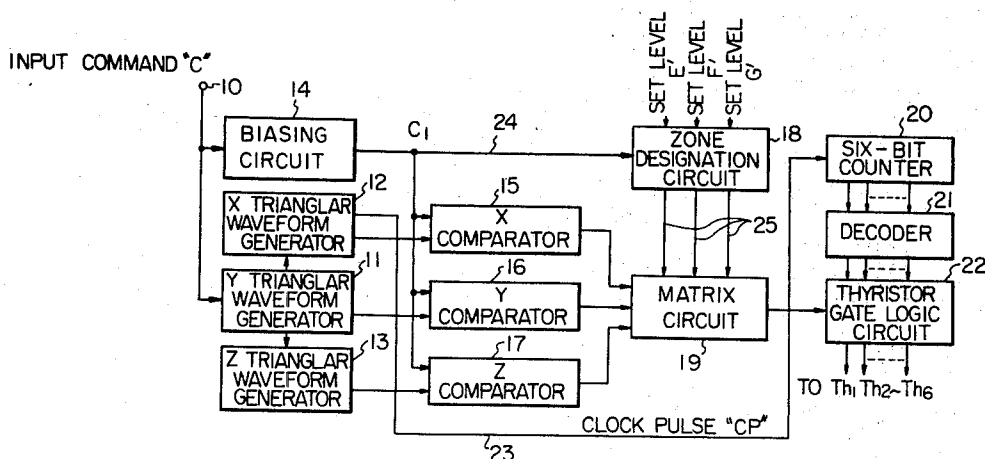 INPUT COMMAND "C"
10
14
BIASING
CIRCUIT
C1
24
SET LEVEL
E'
SET LEVEL
F'
SET LEVEL
G'
18
ZONE
DESIGNATION
CIRCUIT
20
SIX-BIT
COUNTER
12
X TRIANGLAR
WAVEFORM
GENERATOR
15
X
COMPARATOR
25
21
DECODER
11
Y TRIANGLAR
WAVEFORM
GENERATOR
16
Y
COMPARATOR
MATRIX
CIRCUIT
19
22
THYRISTOR
GATE LOGIC
CIRCUIT
13
Z TRIANGLAR
WAVEFORM
GENERATOR
17
Z
COMPARATOR
TO Th1 Th2~Th6
CLOCK PULSE "CP"
23